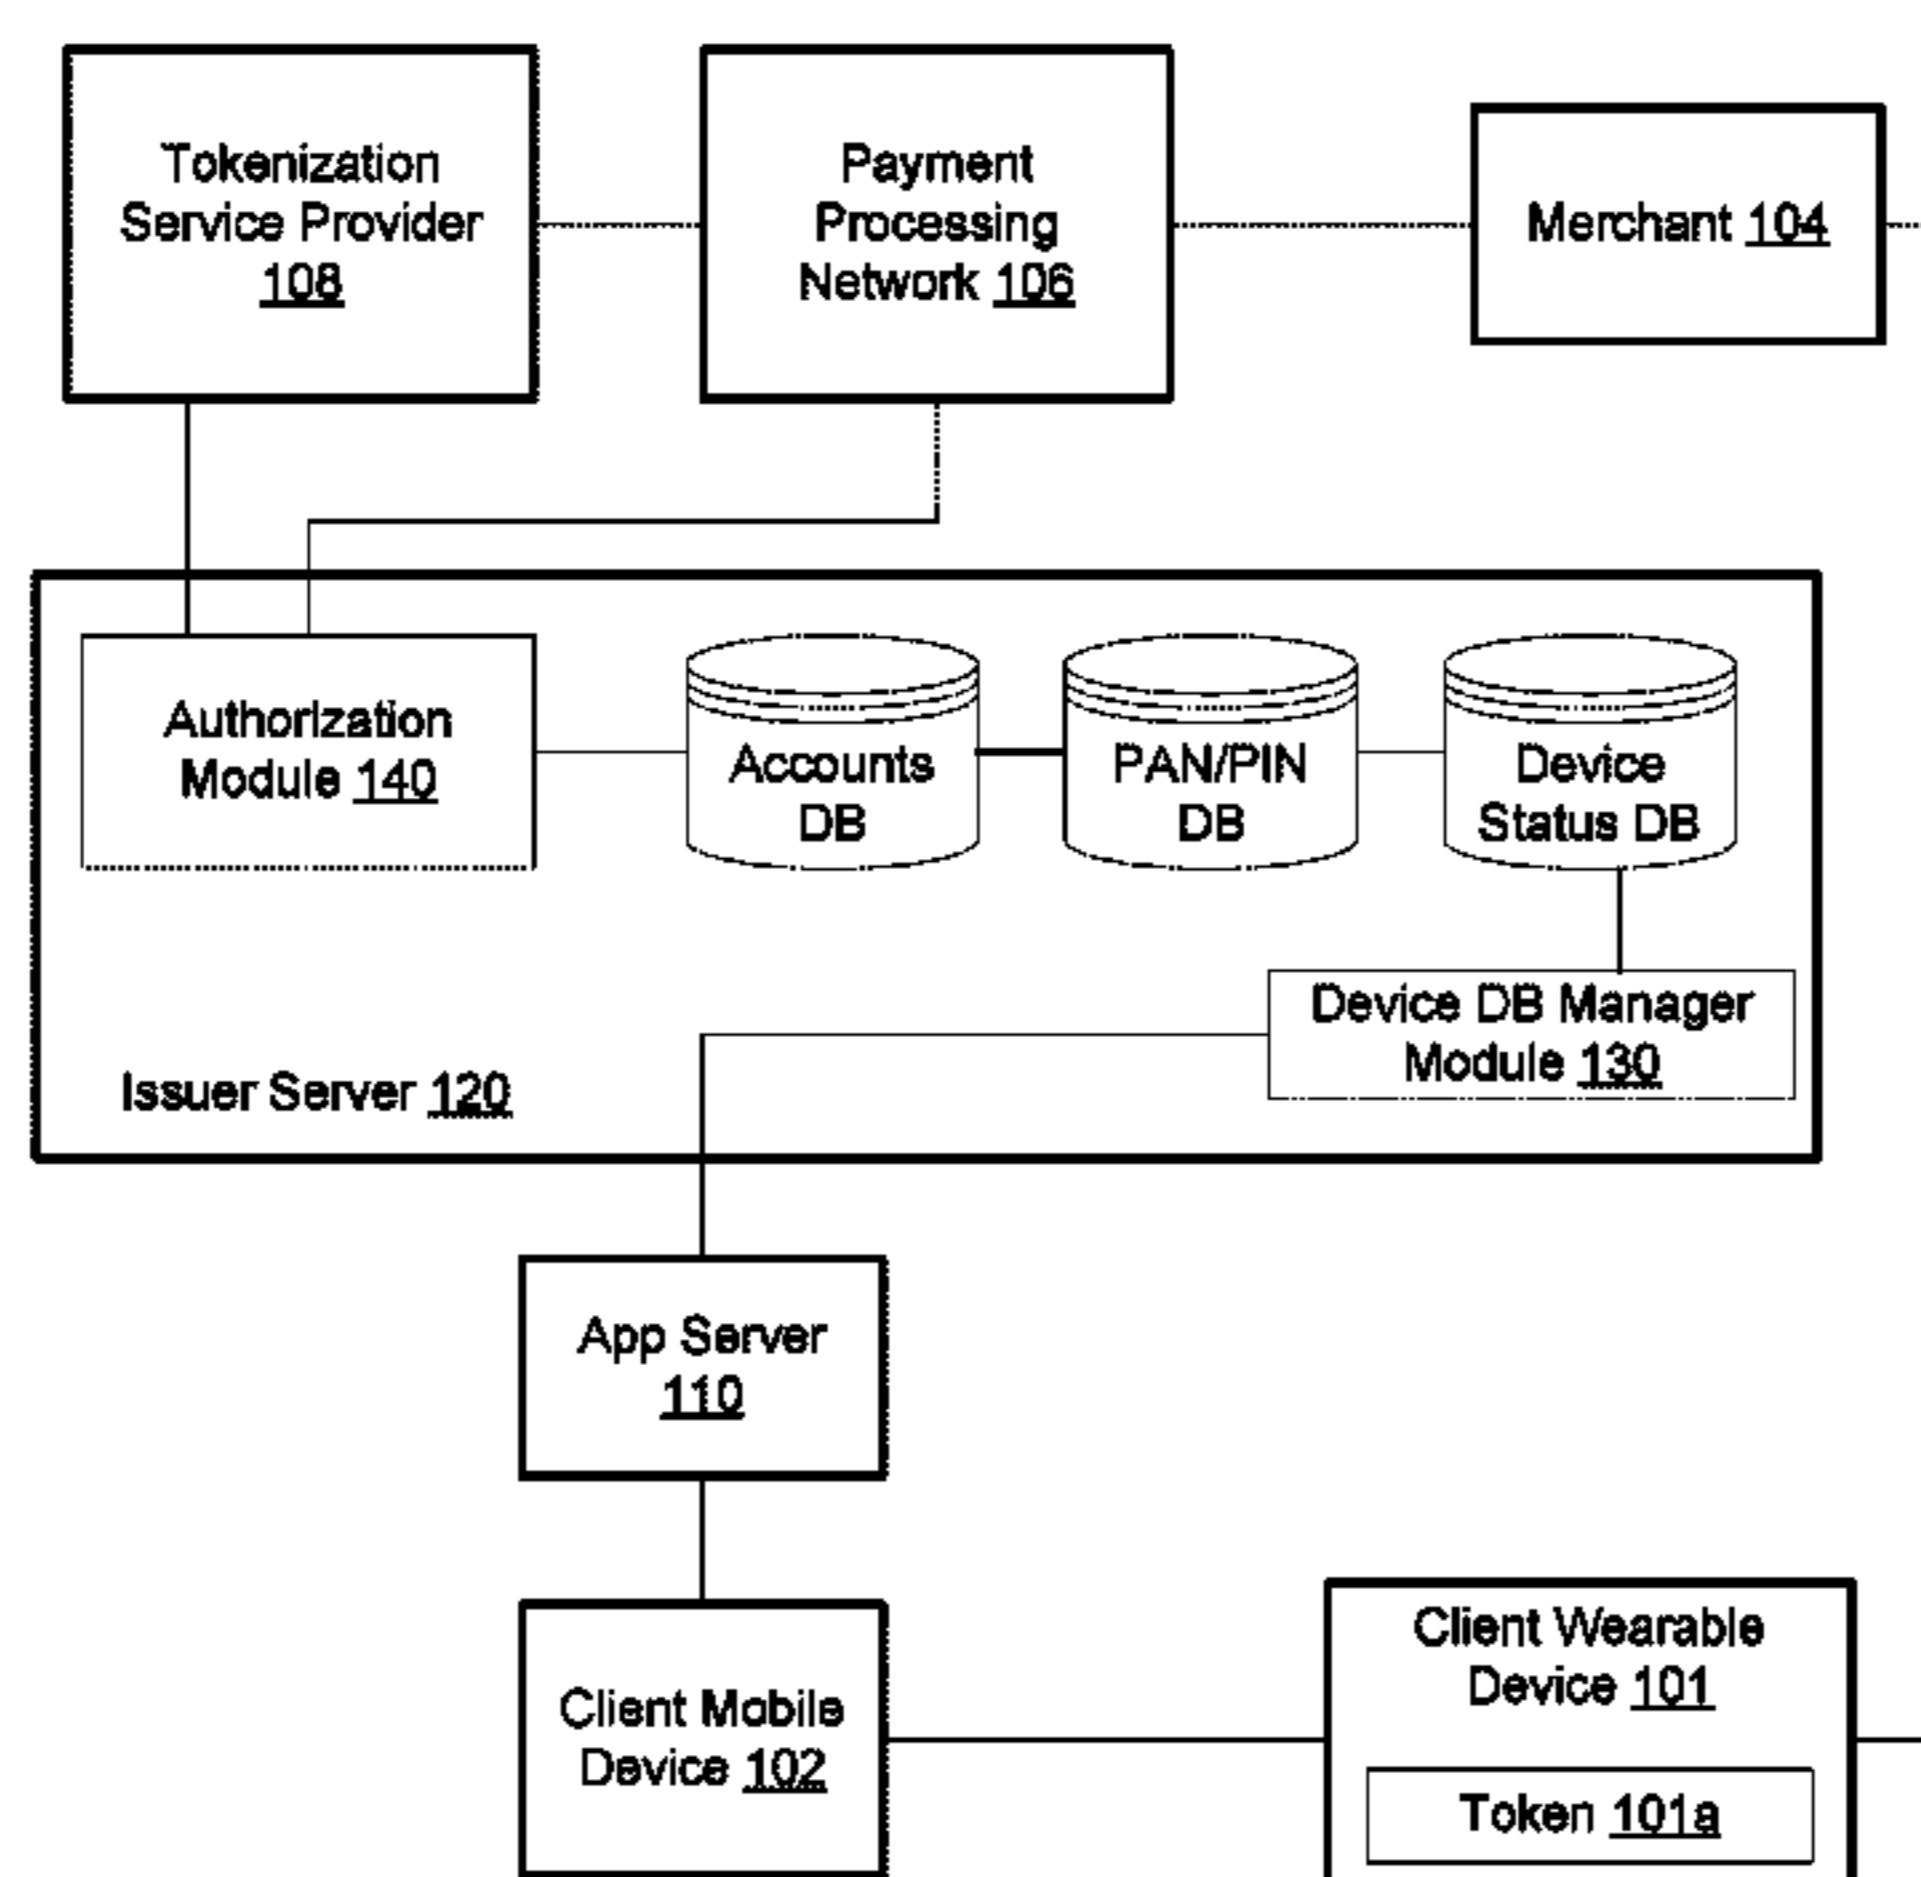 Tokenization
Service Provider
108
Payment
Processing
Network 106
Merchant 104
Authorization
Module 140
Accounts
DB
PAN/PIN
DB
Device
Status DB
Device DB Manager
Module 130
Issuer Server 120
App Server
110
Client Mobile
Device 102
Client Wearable
Device 101
Token 101a